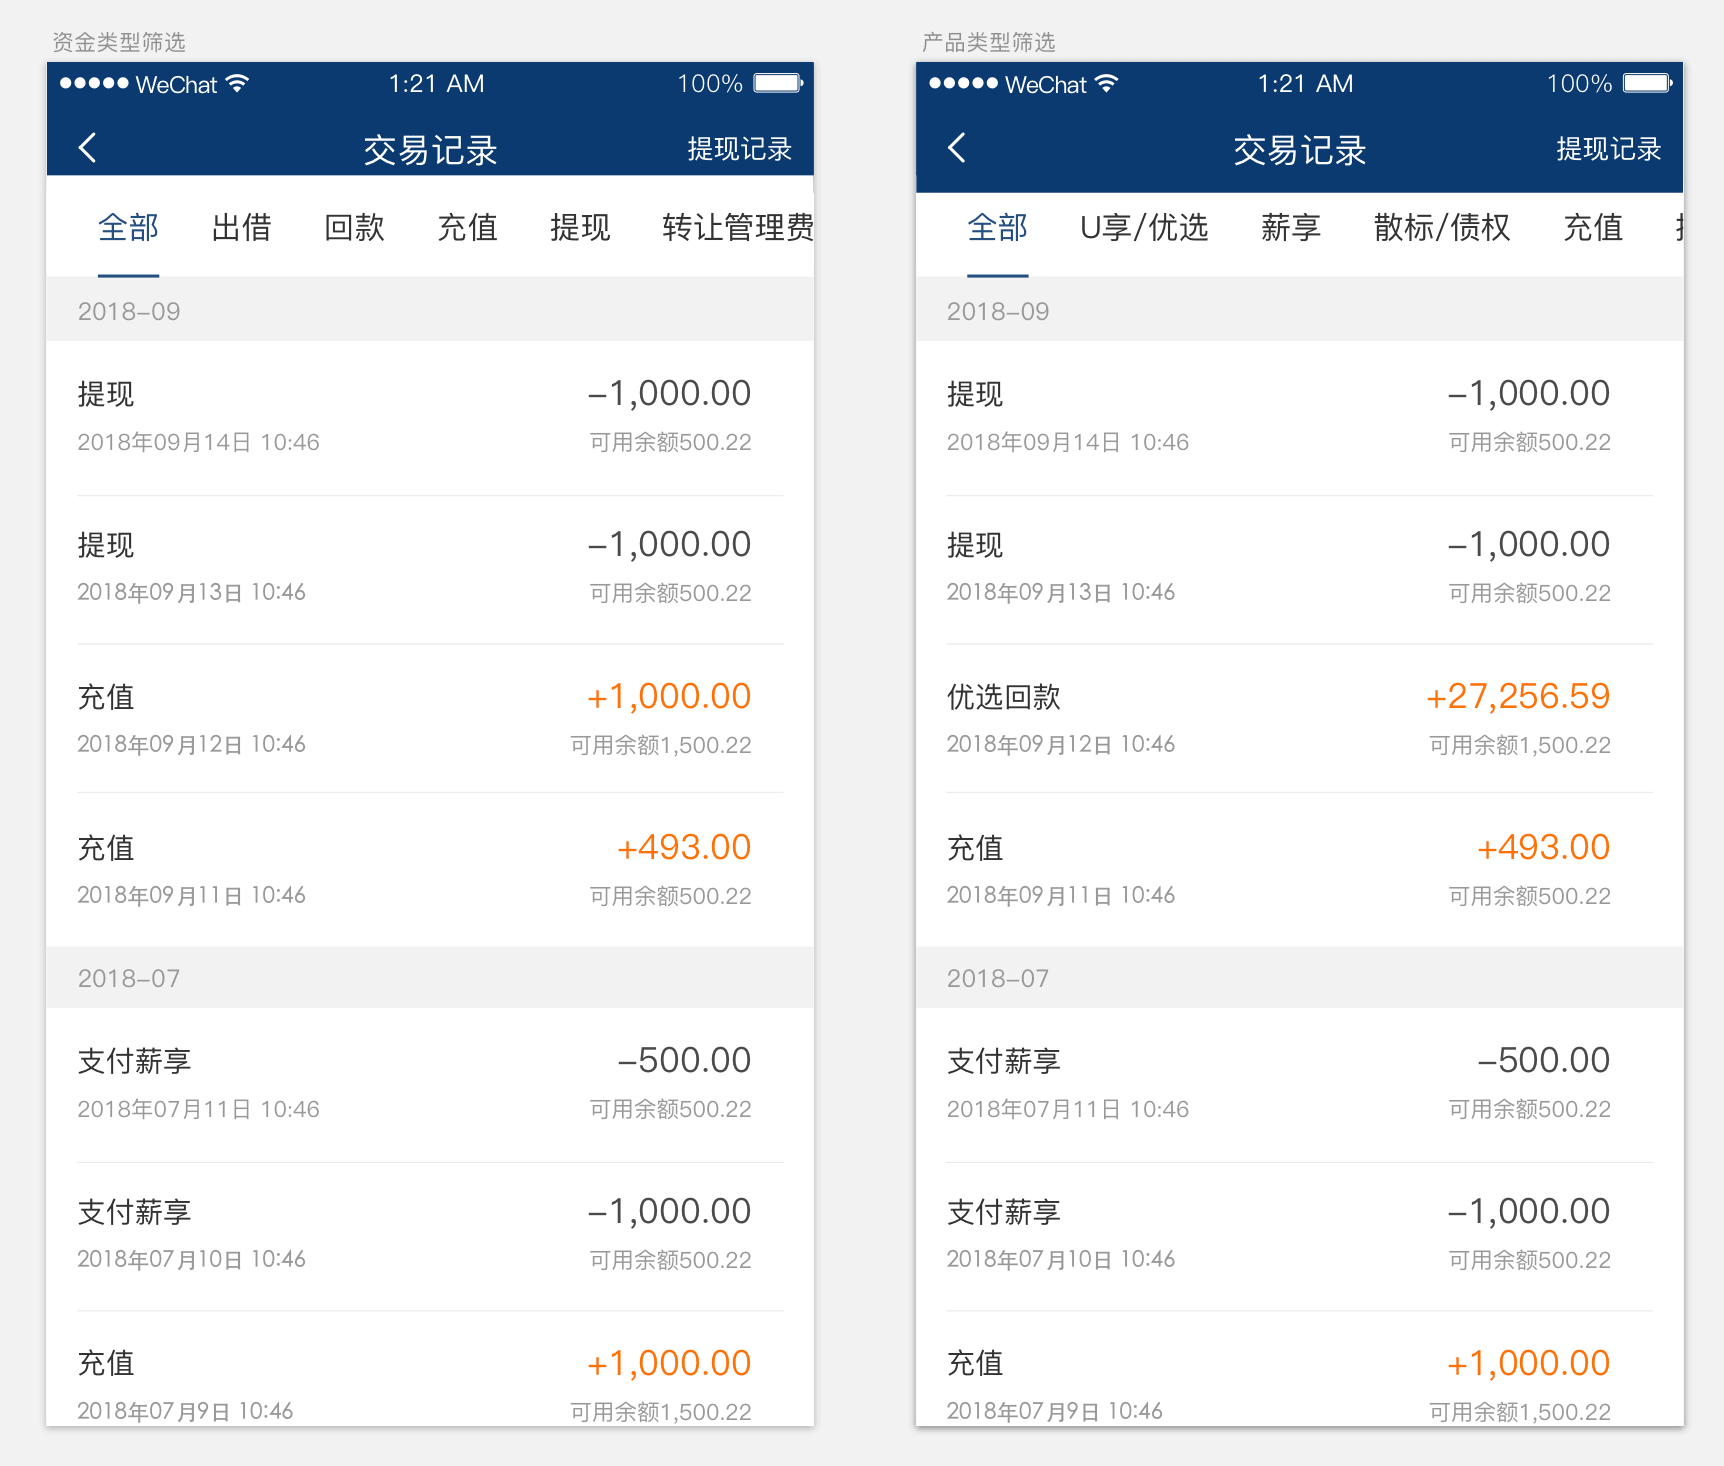 资金类型筛选
WeChat 1:21 AM 100%
交易记录 提现记录
全部 出借 回款 充值 提现 转让管理费
2018-09
提现 -1,000.00
2018年09月14日 10:46 可用余额500.22
提现 -1,000.00
2018年09月13日 10:46 可用余额500.22
充值 +1,000.00
2018年09月12日 10:46 可用余额1,500.22
充值 +493.00
2018年09月11日 10:46 可用余额500.22
2018-07
支付薪享 -500.00
2018年07月11日 10:46 可用余额500.22
支付薪享 -1,000.00
2018年07月10日 10:46 可用余额500.22
充值 +1,000.00
2018年07月9日 10:46 可用余额1,500.22
产品类型筛选
WeChat 1:21 AM 100%
交易记录 提现记录
全部 U享/优选 薪享 散标/债权 充值
2018-09
提现 -1,000.00
2018年09月14日 10:46 可用余额500.22
提现 -1,000.00
2018年09月13日 10:46 可用余额500.22
优选回款 +27,256.59
2018年09月12日 10:46 可用余额1,500.22
充值 +493.00
2018年09月11日 10:46 可用余额500.22
2018-07
支付薪享 -500.00
2018年07月11日 10:46 可用余额500.22
支付薪享 -1,000.00
2018年07月10日 10:46 可用余额500.22
充值 +1,000.00
2018年07月9日 10:46 可用余额1,500.22